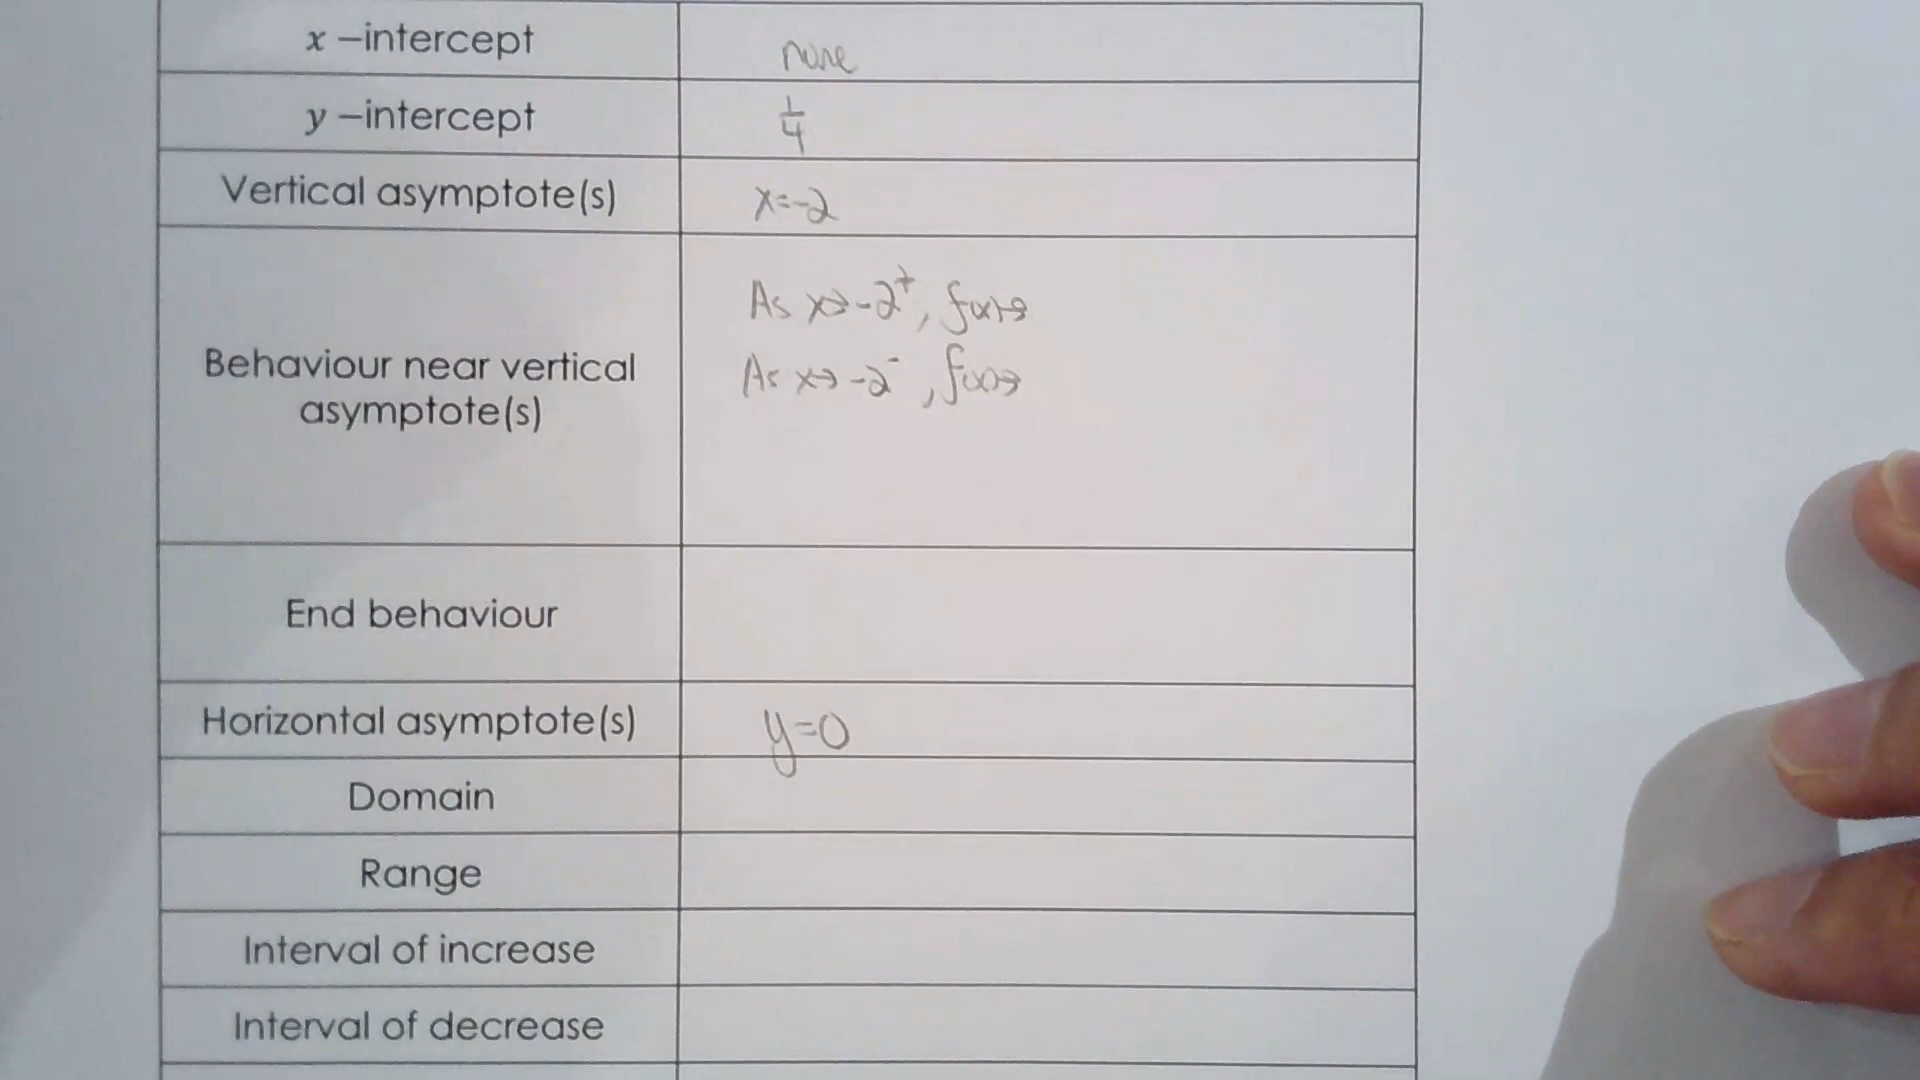 x –intercept none
y –intercept 1/4
Vertical asymptote(s) x=-2
As x→-2⁺, f(x)→
Behaviour near vertical
asymptote(s)
As x→-2⁻, f(x)→
End behaviour
Horizontal asymptote(s) y=0
Domain
Range
Interval of increase
Interval of decrease